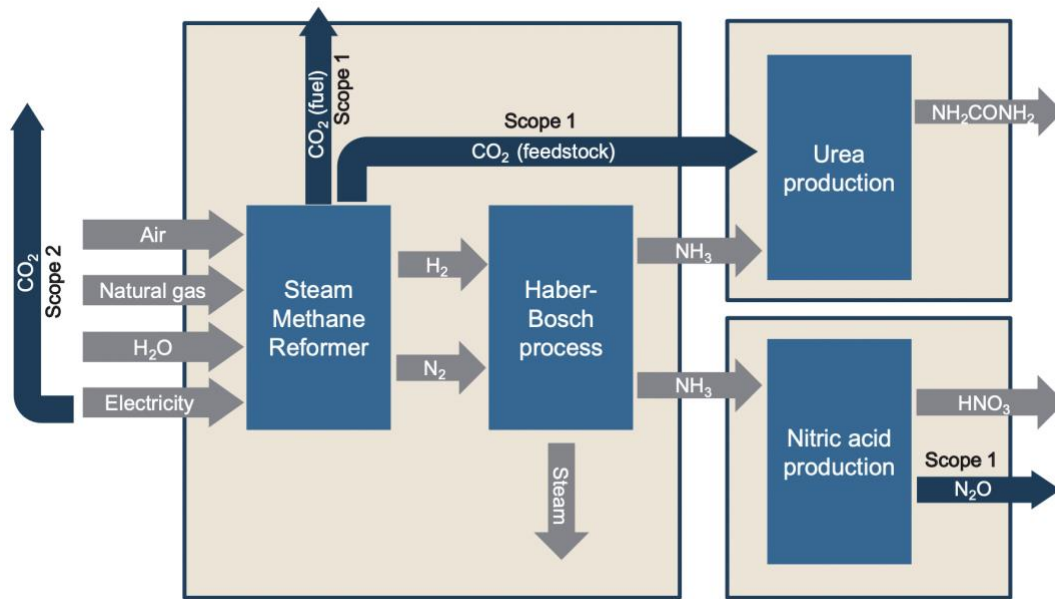 CO₂
Scope 2
Air
Natural gas
H₂O
Electricity
CO₂ (fuel)
Scope 1
Scope 1
CO₂ (feedstock)
Steam
Methane
Reformer
H₂
N₂
Haber-
Bosch
process
Steam
NH₃
NH₃
Urea
production
NH₂CONH₂
Nitric acid
production
HNO₃
Scope 1
N₂O